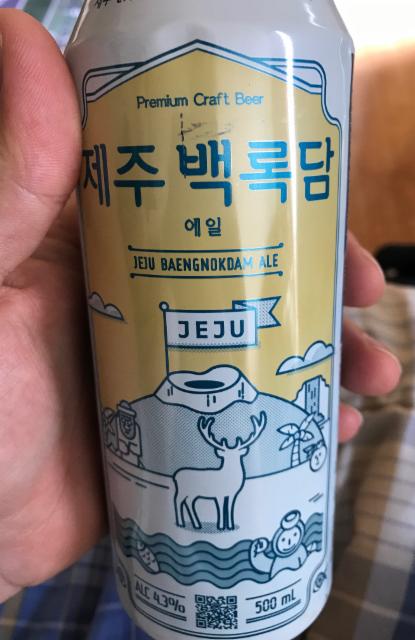 Premium Craft Beer
제주 백록담
에일
JEJU BAENGNOKDAM ALE
JEJU
ALC 4.3%
500 mL